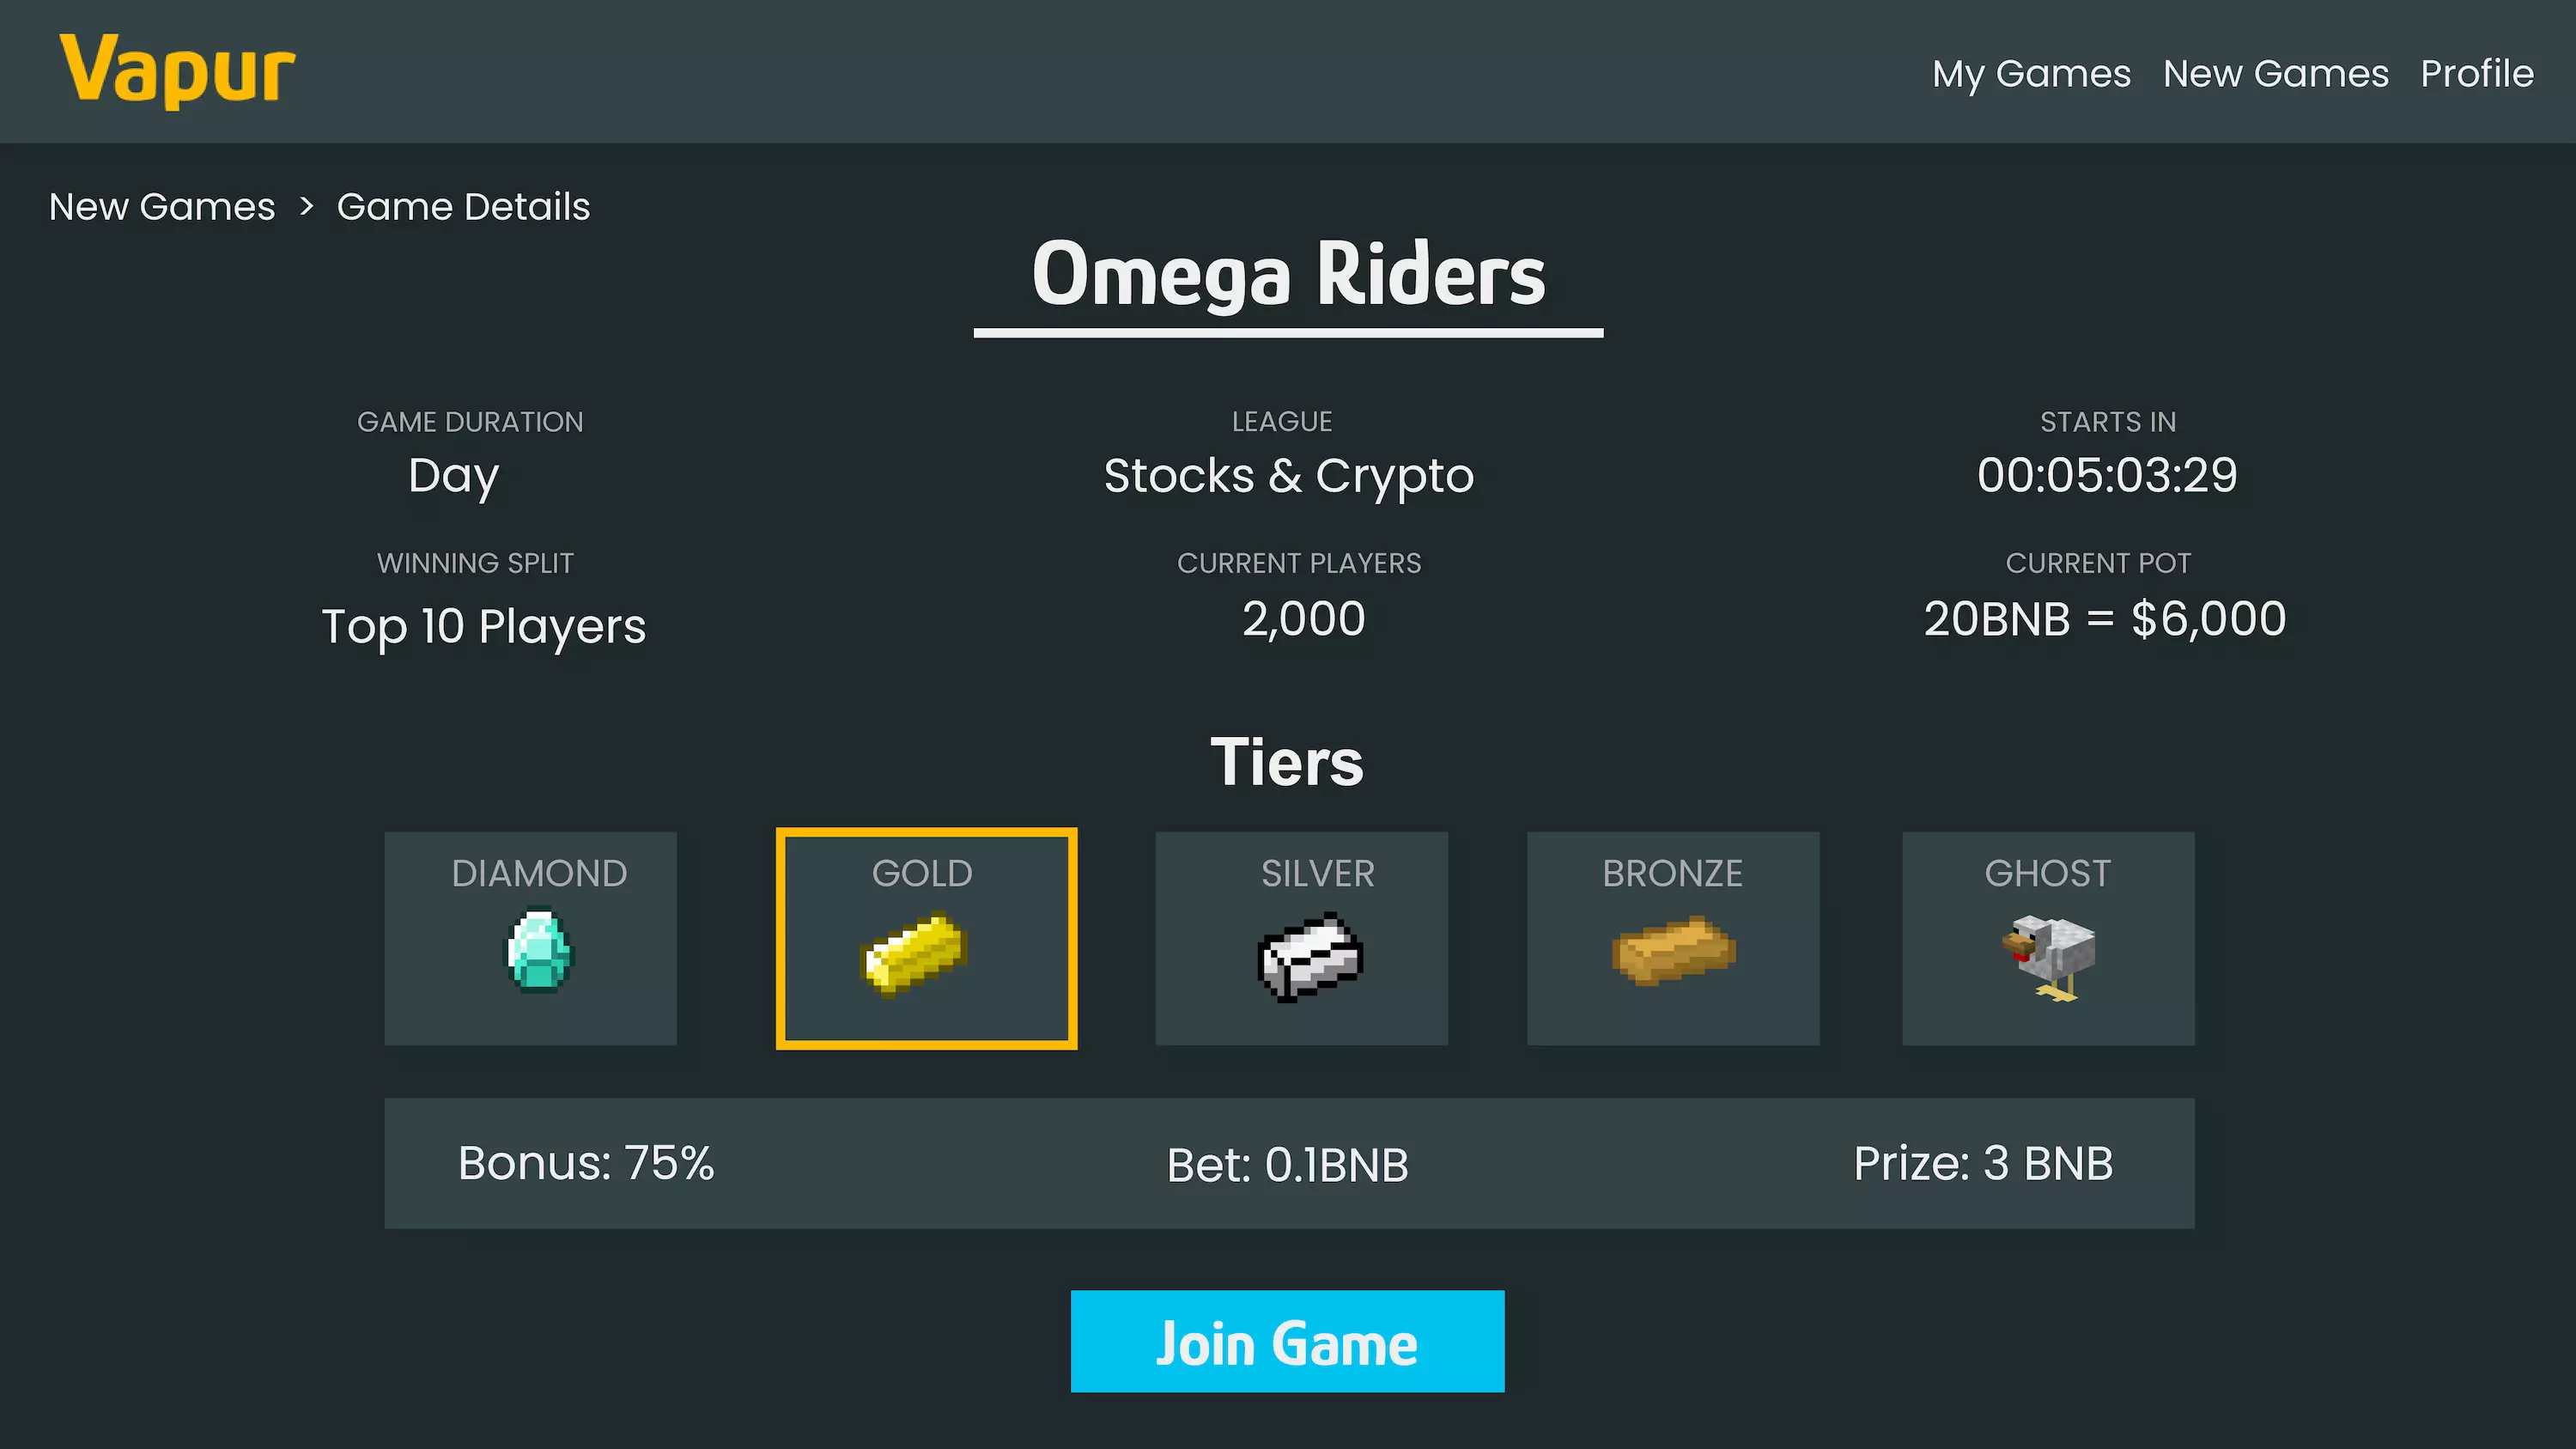 Vapur
My Games New Games Profile
New Games > Game Details
Omega Riders
GAME DURATION
Day
LEAGUE
Stocks & Crypto
STARTS IN
00:05:03:29
WINNING SPLIT
Top 10 Players
CURRENT PLAYERS
2,000
CURRENT POT
20BNB = $6,000
Tiers
DIAMOND
GOLD
SILVER
BRONZE
GHOST
Bonus: 75%
Bet: 0.1BNB
Prize: 3 BNB
Join Game